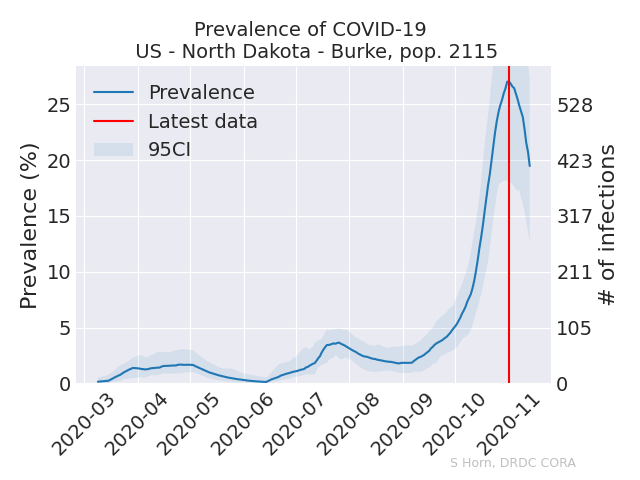 Prevalence of COVID-19
US - North Dakota - Burke, pop. 2115
Prevalence
Latest data
95CI
Prevalence (%)
25
20
15
10
5
0
528
423
317
211
105
0
# of infections
2020-03
2020-04
2020-05
2020-06
2020-07
2020-08
2020-09
2020-10
2020-11
S Horn, DRDC CORA